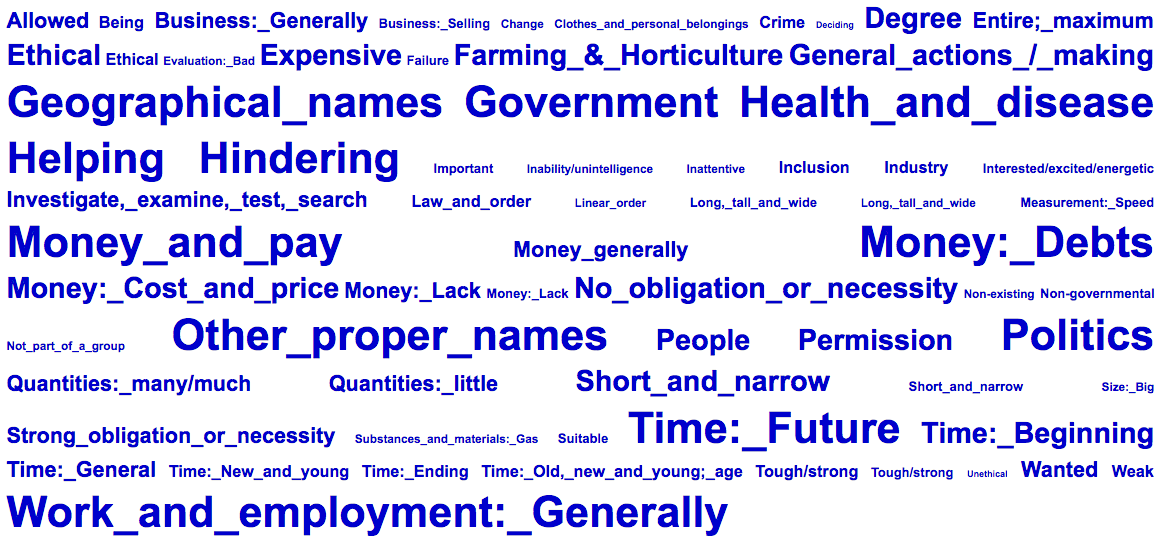 Allowed Being Business:_Generally Business:_Selling Change Clothes_and_personal_belongings Crime Deciding Degree Entire;_maximum
Ethical Ethical Evaluation:_Bad Expensive Failure Farming_&_Horticulture General_actions_/_making
Geographical_names Government Health_and_disease
Helping Hindering Important Inability/unintelligence Inattentive Inclusion Industry Interested/excited/energetic
Investigate,_examine,_test,_search Law_and_order Linear_order Long,_tall_and_wide Long,_tall_and_wide Measurement:_Speed
Money_and_pay Money_generally Money:_Debts
Money:_Cost_and_price Money:_Lack Money:_Lack No_obligation_or_necessity Non-existing Non-governmental
Not_part_of_a_group Other_proper_names People Permission Politics
Quantities:_many/much Quantities:_little Short_and_narrow Short_and_narrow Size:_Big
Strong_obligation_or_necessity Substances_and_materials:_Gas Suitable Time:_Future Time:_Beginning
Time:_General Time:_New_and_young Time:_Ending Time:_Old,_new_and_young;_age Tough/strong Tough/strong Unethical Wanted Weak
Work_and_employment:_Generally